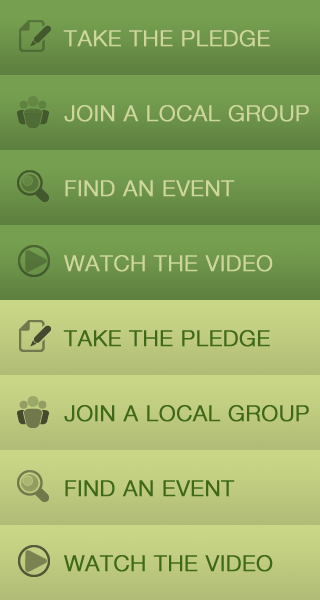 TAKE THE PLEDGE
JOIN A LOCAL GROUP
FIND AN EVENT
WATCH THE VIDEO
TAKE THE PLEDGE
JOIN A LOCAL GROUP
FIND AN EVENT
WATCH THE VIDEO